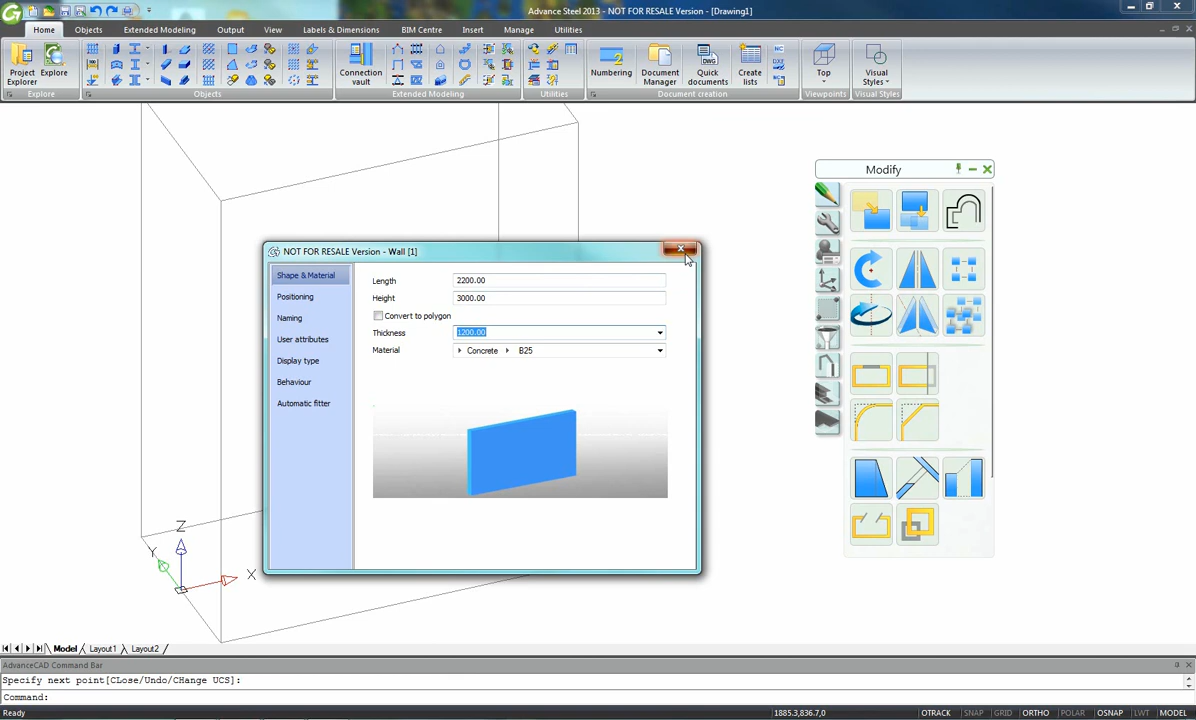 Advance Steel 2013 - NOT FOR RESALE Version - [Drawing1]
Home Objects Extended Modeling Output View Labels & Dimensions BIM Centre Insert Manage Utilities
Project Explorer Explore Connection vault Numbering Document Manager Quick documents Create lists Top Visual Styles
NC
DWG
DXF
Explore Objects Extended Modeling Utilities Document creation Viewpoints Visual Styles
Modify
NOT FOR RESALE Version - Wall [1]
Shape & Material
Positioning
Naming
User attributes
Display type
Behaviour
Automatic fitter
Length 2200.00
Height 3000.00
Convert to polygon
Thickness 1200.00
Material Concrete B25
Z
Y
X
Model Layout1 Layout2
AdvanceCAD Command Bar
Specify next point[CLose/Undo/CHange UCS]:
Command:
Ready 1885.3,836.7,0 OTRACK SNAP GRID ORTHO POLAR OSNAP LWT MODEL